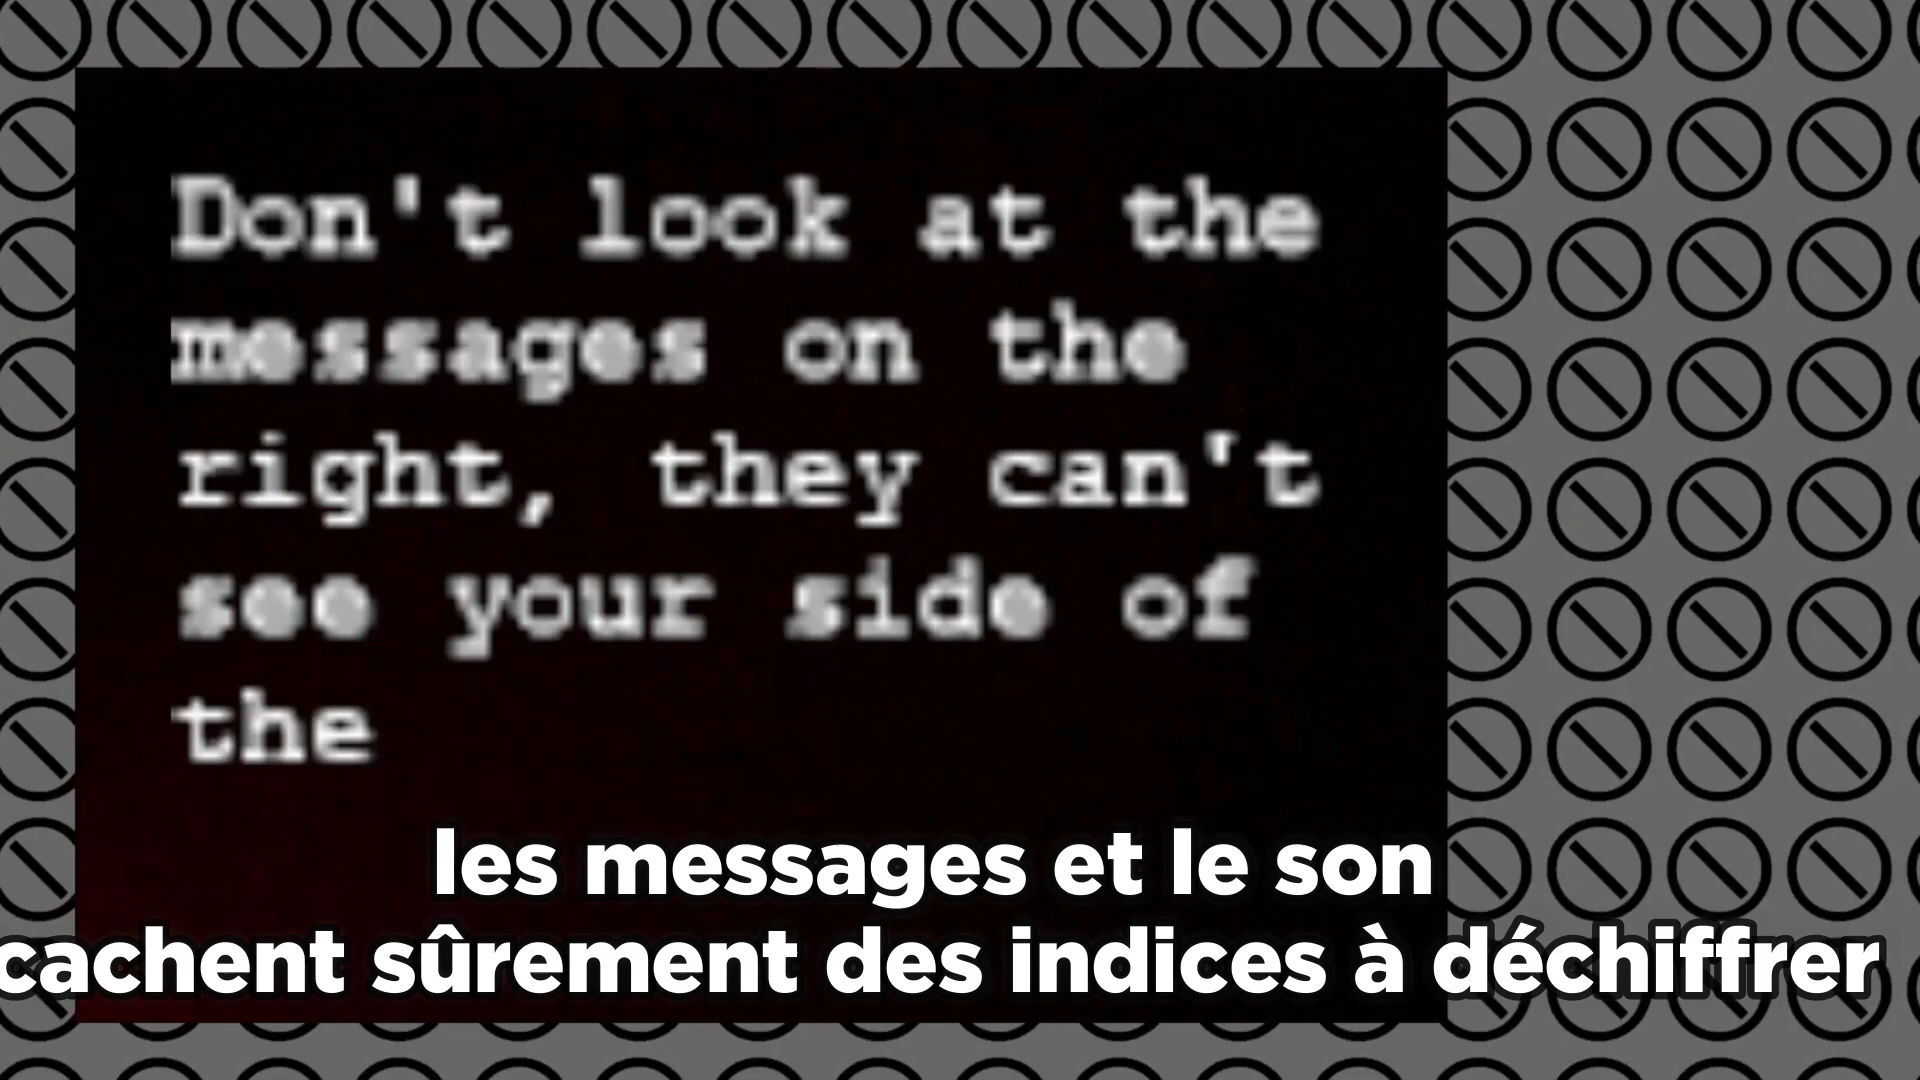 Don't look at the
messages on the
right, they can't
see your side of
the
les messages et le son
cachent sûrement des indices à déchiffrer